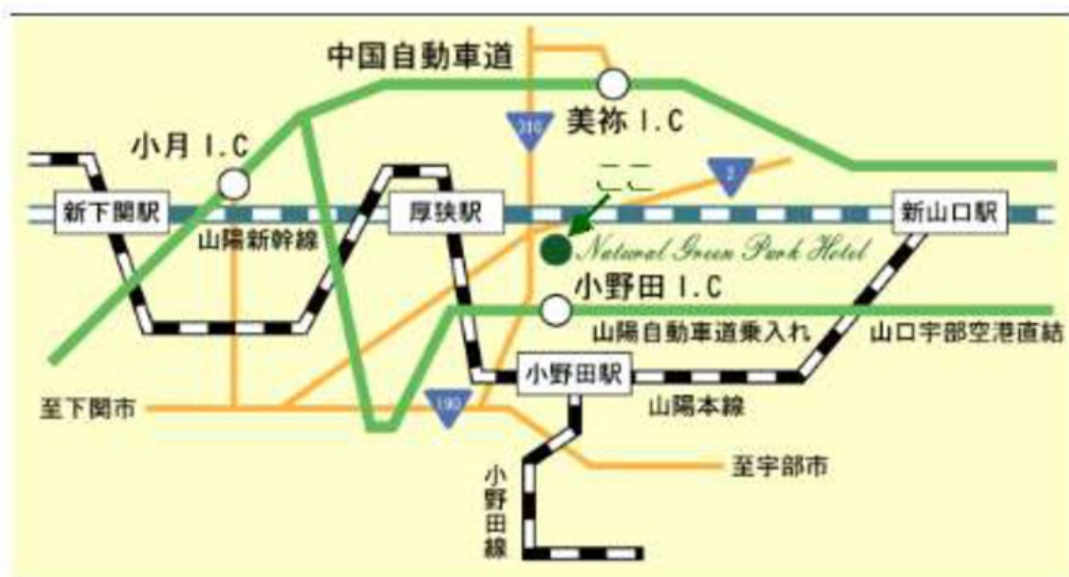 中国自動車道
美祢 I.C
小月 I.C
2
ここ
新下関駅
厚狭駅
新山口駅
山陽新幹線
Natural Green Park Hotel
小野田 I.C
山陽自動車道乗入れ
山口宇部空港直結
小野田駅
至下関市
190
山陽本線
至宇部市
小野田線